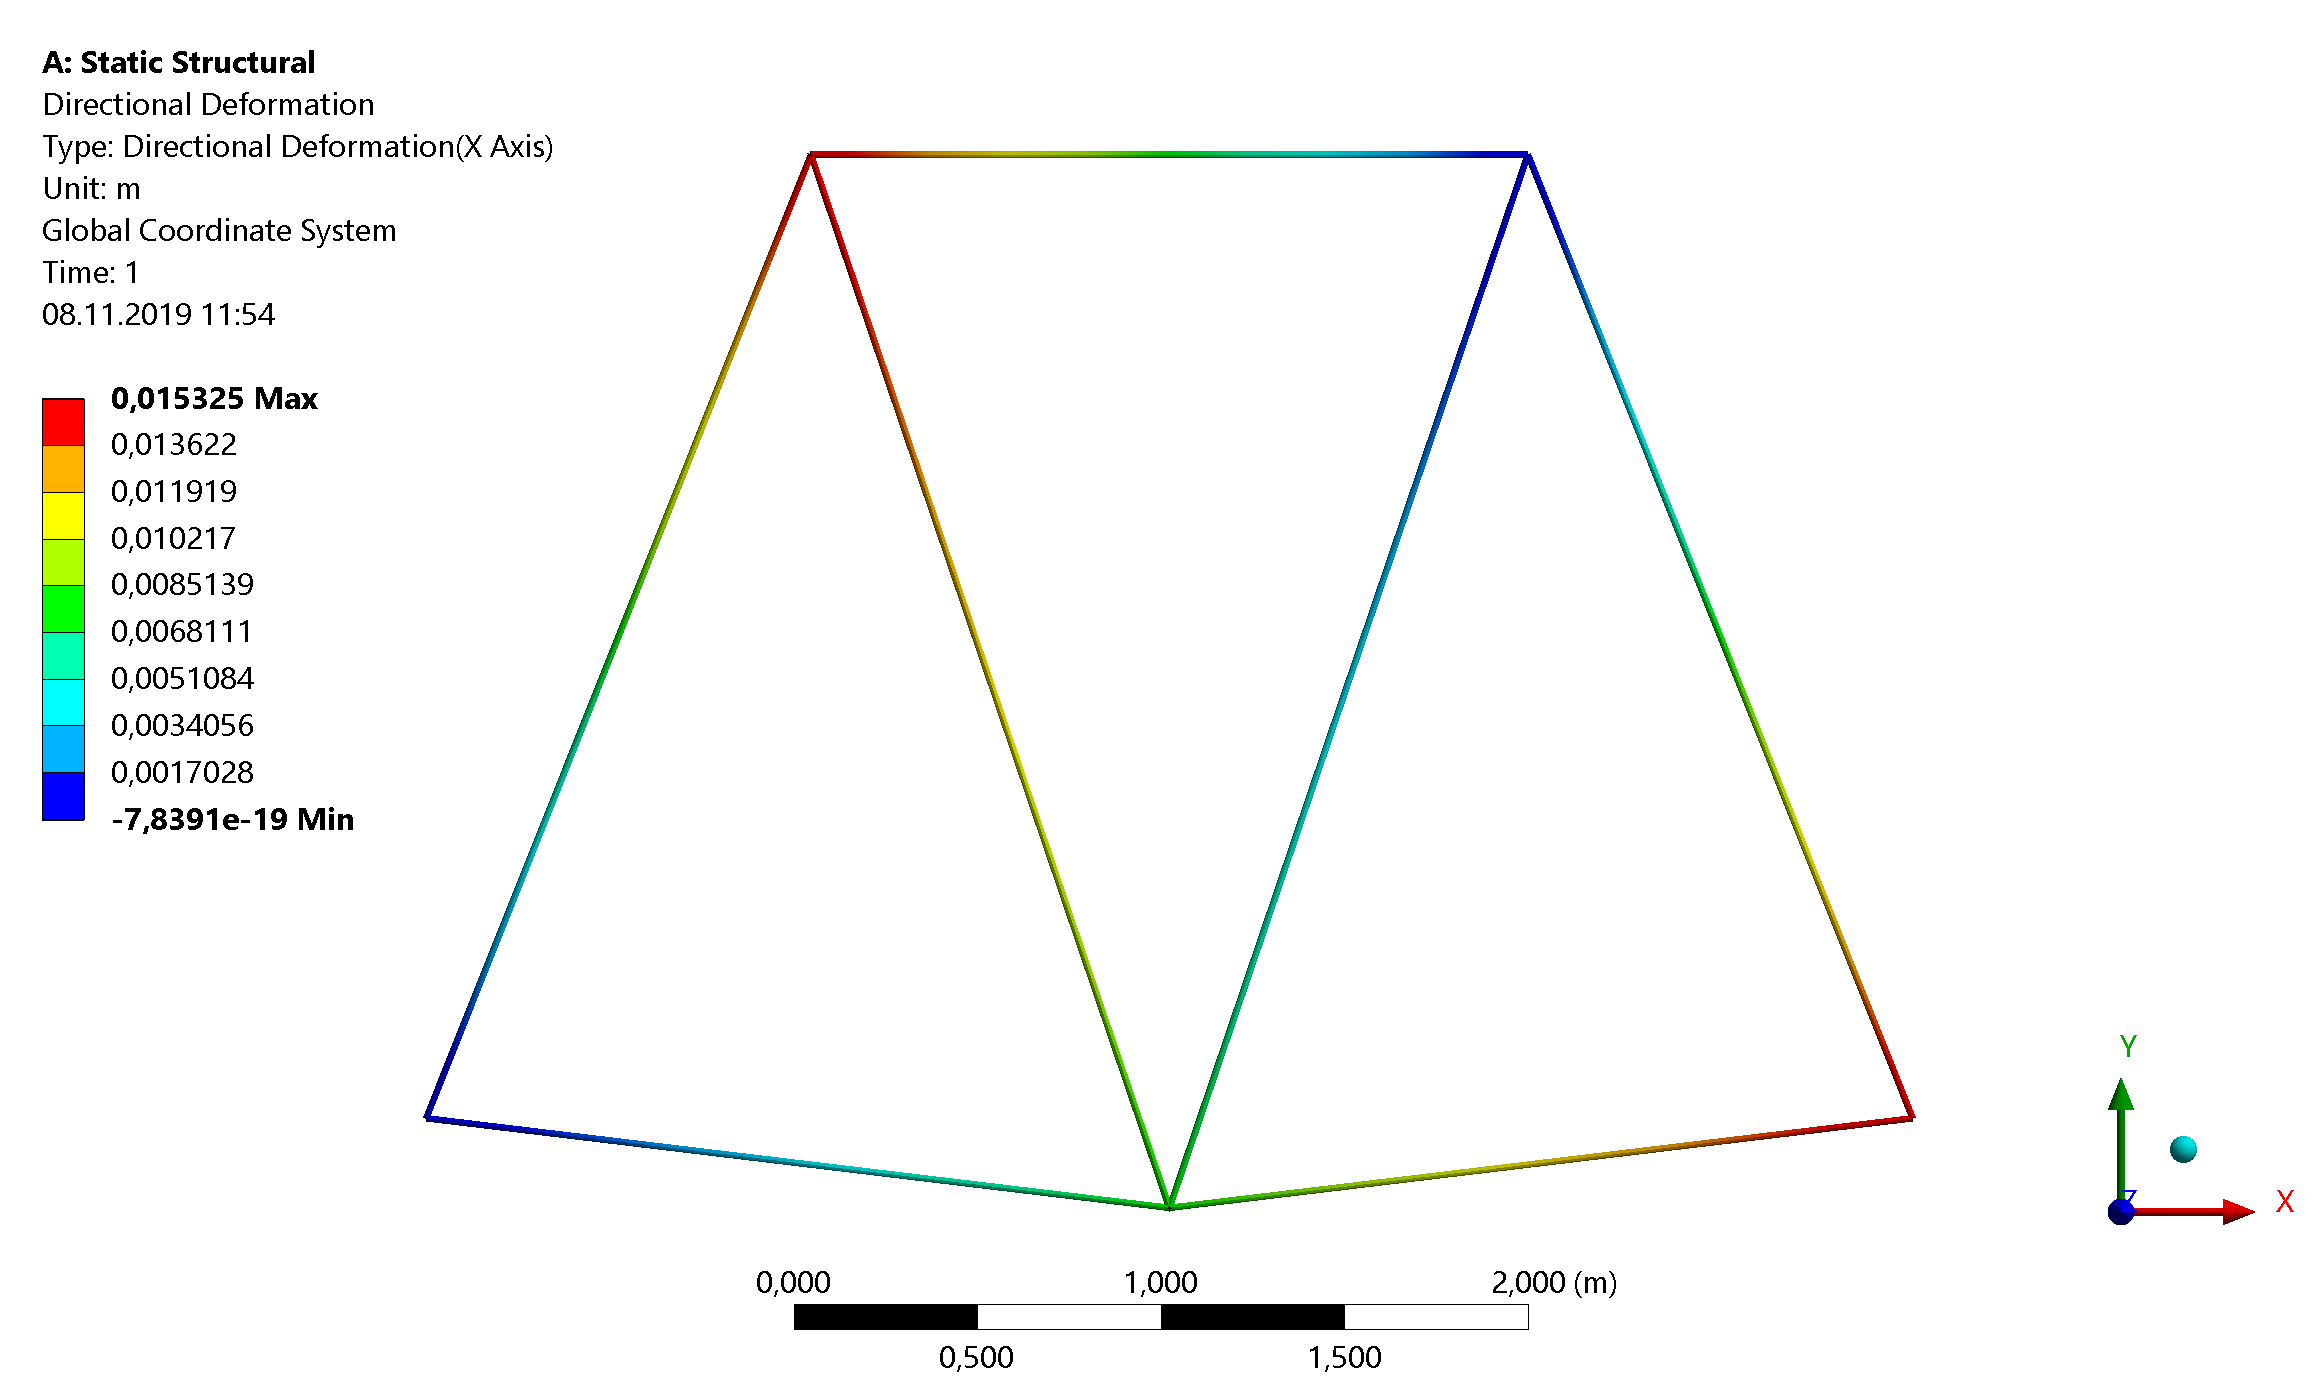 A: Static Structural
Directional Deformation
Type: Directional Deformation(X Axis)
Unit: m
Global Coordinate System
Time: 1
08.11.2019 11:54
0,015325 Max
0,013622
0,011919
0,010217
0,0085139
0,0068111
0,0051084
0,0034056
0,0017028
-7,8391e-19 Min
Y
Z
X
0,000 1,000 2,000 (m)
0,500 1,500